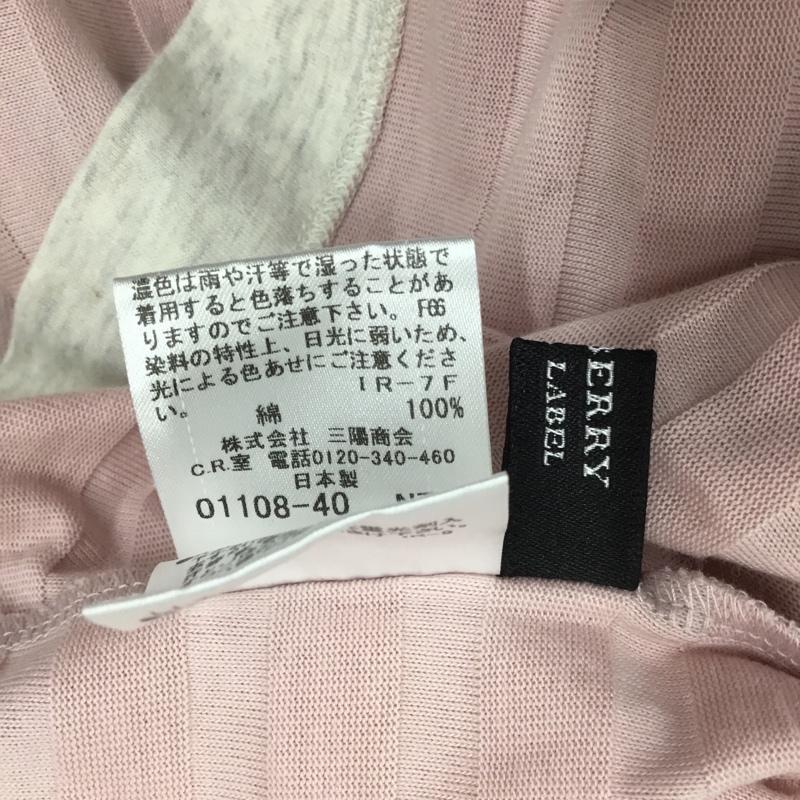 濃色は雨や汗等で湿った状態で
着用すると色落ちすることがあ
りますのでご注意下さい。F66
染料の特性上、日光に弱いため、
光による色あせにご注意くださ
い。 IR-7F
綿 100%
株式会社 三陽商会
C.R.室 電話0120-340-460
日本製
01108-40
BERRY
LABEL